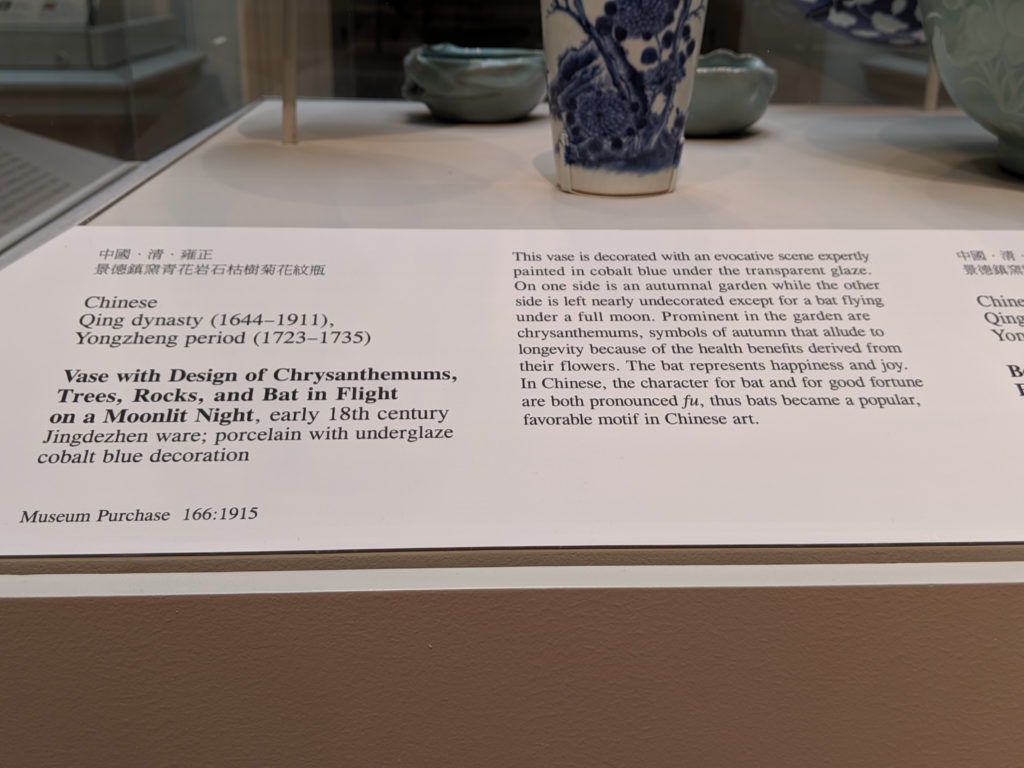 中國‧清‧雍正
景德鎮窯青花岩石枯樹菊花紋瓶
Chinese
Qing dynasty (1644–1911),
Yongzheng period (1723–1735)
Vase with Design of Chrysanthemums,
Trees, Rocks, and Bat in Flight
on a Moonlit Night, early 18th century
Jingdezhen ware; porcelain with underglaze
cobalt blue decoration
Museum Purchase 166:1915
This vase is decorated with an evocative scene expertly
painted in cobalt blue under the transparent glaze.
On one side is an autumnal garden while the other
side is left nearly undecorated except for a bat flying
under a full moon. Prominent in the garden are
chrysanthemums, symbols of autumn that allude to
longevity because of the health benefits derived from
their flowers. The bat represents happiness and joy.
In Chinese, the character for bat and for good fortune
are both pronounced fu, thus bats became a popular,
favorable motif in Chinese art.
中國‧清‧
景德鎮窯
Chine
Qing
Yon